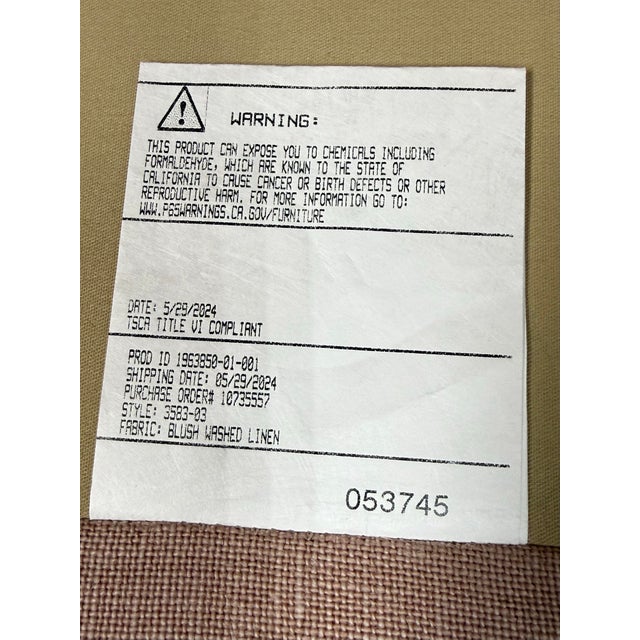 WARNING:
THIS PRODUCT CAN EXPOSE YOU TO CHEMICALS INCLUDING
FORMALDEHYDE, WHICH ARE KNOWN TO THE STATE OF
CALIFORNIA TO CAUSE CANCER OR BIRTH DEFECTS OR OTHER
REPRODUCTIVE HARM. FOR MORE INFORMATION GO TO:
WWW.P65WARNINGS.CA.GOV/FURNITURE
DATE: 5/29/2024
TSCA TITLE VI COMPLIANT
PROD ID 1963850-01-001
SHIPPING DATE: 05/29/2024
PURCHASE ORDER# 10735557
STYLE: 3583-03
FABRIC: BLUSH WASHED LINEN
053745